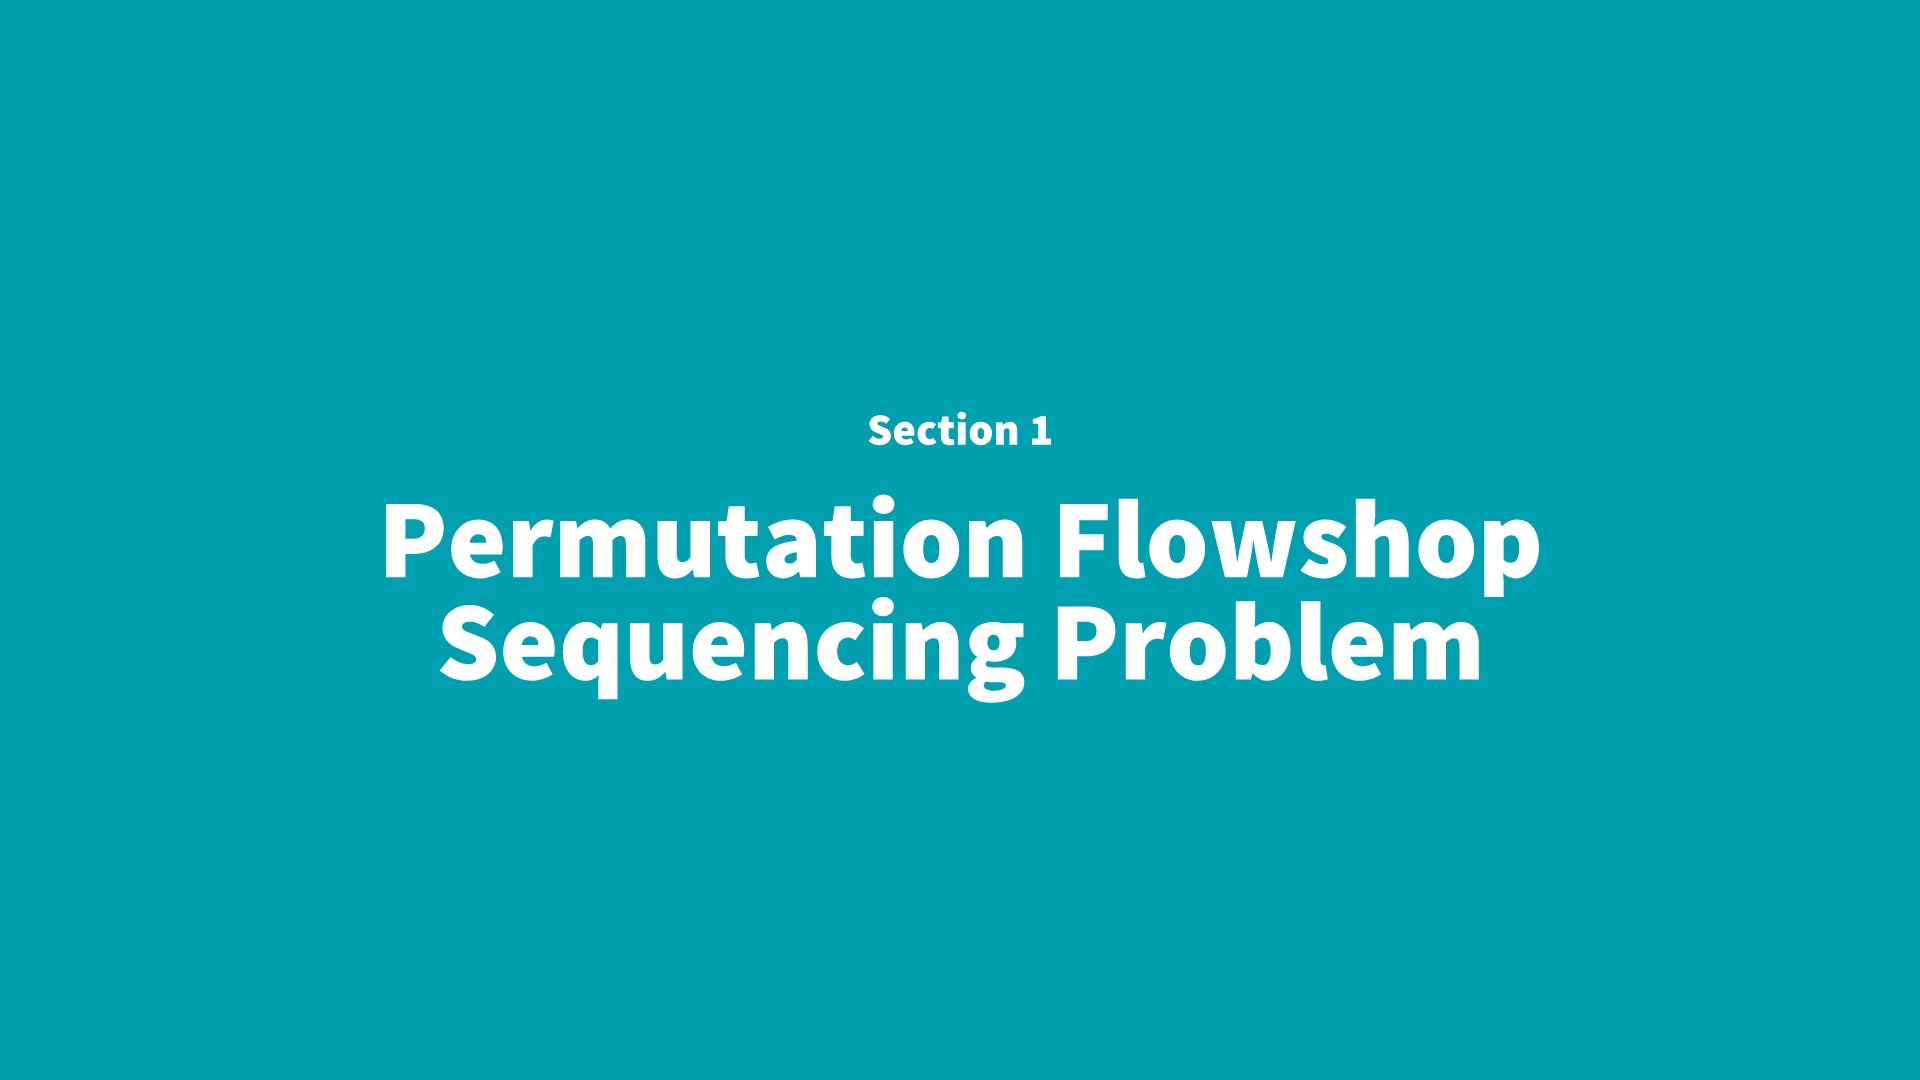 Section 1
Permutation Flowshop
Sequencing Problem